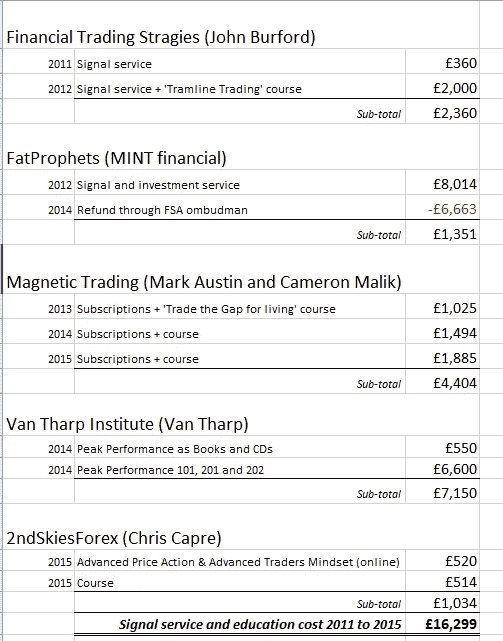 Financial Trading Stragies (John Burford)
2011 Signal service £360
2012 Signal service + 'Tramline Trading' course £2,000
Sub-total £2,360
FatProphets (MINT financial)
2012 Signal and investment service £8,014
2014 Refund through FSA ombudman -£6,663
Sub-total £1,351
Magnetic Trading (Mark Austin and Cameron Malik)
2013 Subscriptions + 'Trade the Gap for living' course £1,025
2014 Subscriptions + course £1,494
2015 Subscriptions + course £1,885
Sub-total £4,404
Van Tharp Institute (Van Tharp)
2014 Peak Performance as Books and CDs £550
2014 Peak Performance 101, 201 and 202 £6,600
Sub-total £7,150
2ndSkiesForex (Chris Capre)
2015 Advanced Price Action & Advanced Traders Mindset (online) £520
2015 Course £514
Sub-total £1,034
Signal service and education cost 2011 to 2015 £16,299